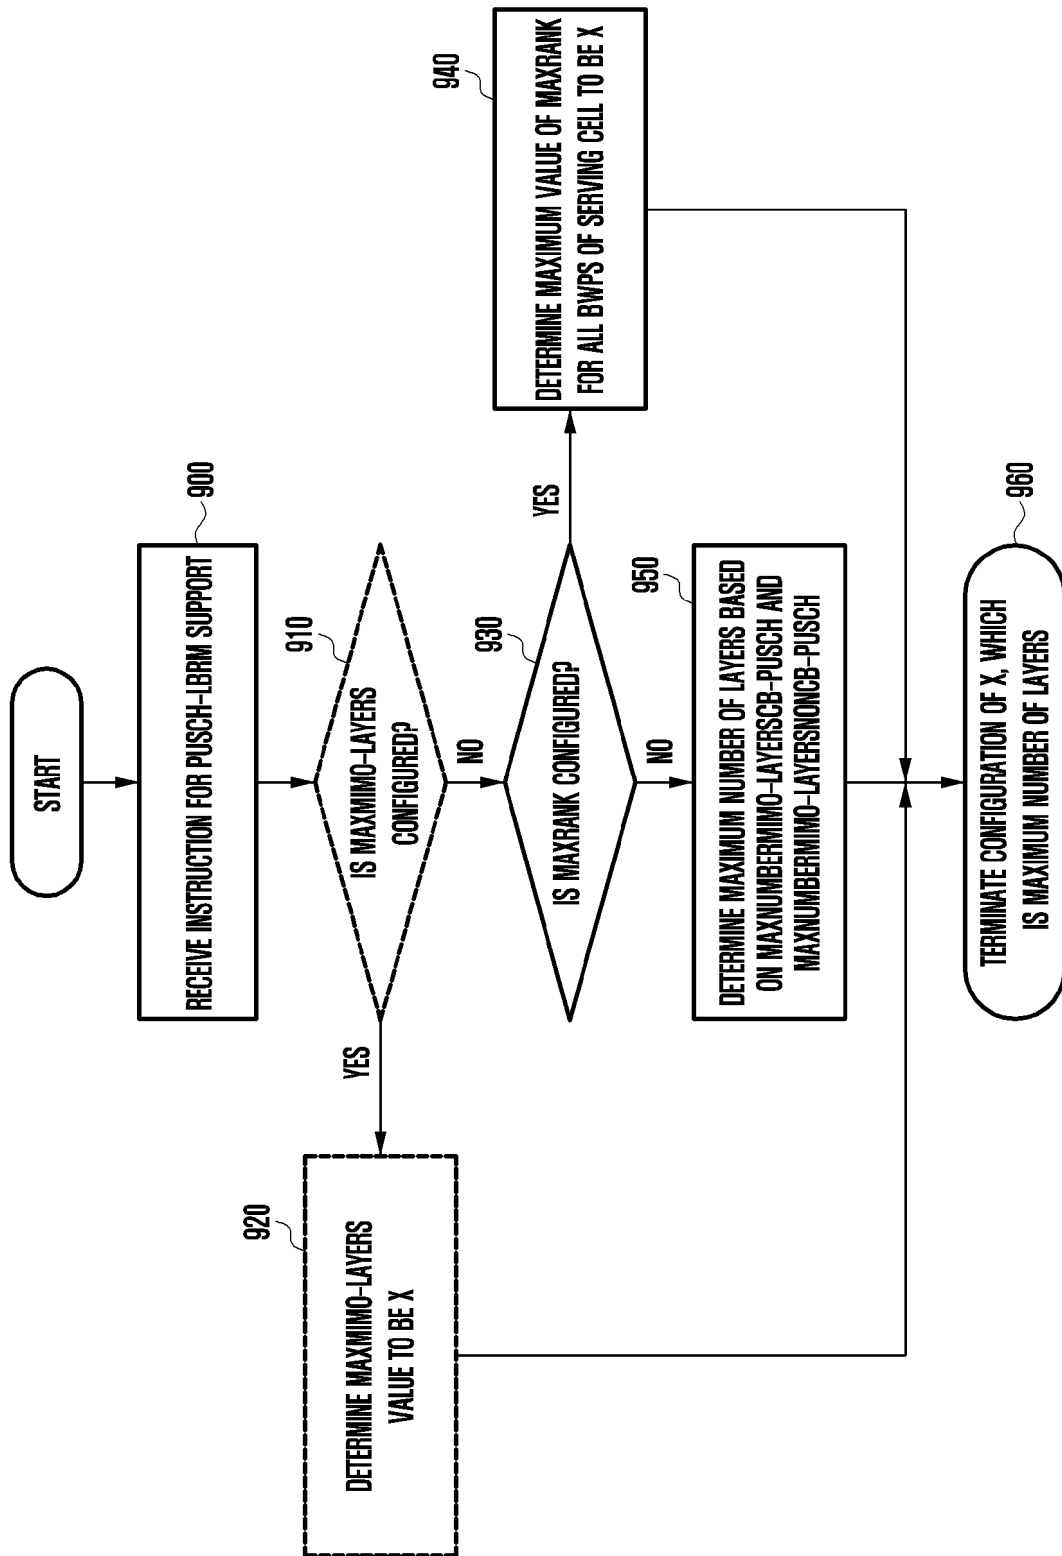 START
900
RECEIVE INSTRUCTION FOR PUSCH-LBRM SUPPORT
910
IS MAXMIMO-LAYERS
CONFIGURED?
YES
NO
920
DETERMINE MAXMIMO-LAYERS
VALUE TO BE X
930
IS MAXRANK CONFIGURED?
YES
NO
940
DETERMINE MAXIMUM VALUE OF MAXRANK
FOR ALL BWPS OF SERVING CELL TO BE X
950
DETERMINE MAXIMUM NUMBER OF LAYERS BASED
ON MAXNUMBERMIMO-LAYERSCB-PUSCH AND
MAXNUMBERMIMO-LAYERSNONCB-PUSCH
960
TERMINATE CONFIGURATION OF X, WHICH
IS MAXIMUM NUMBER OF LAYERS